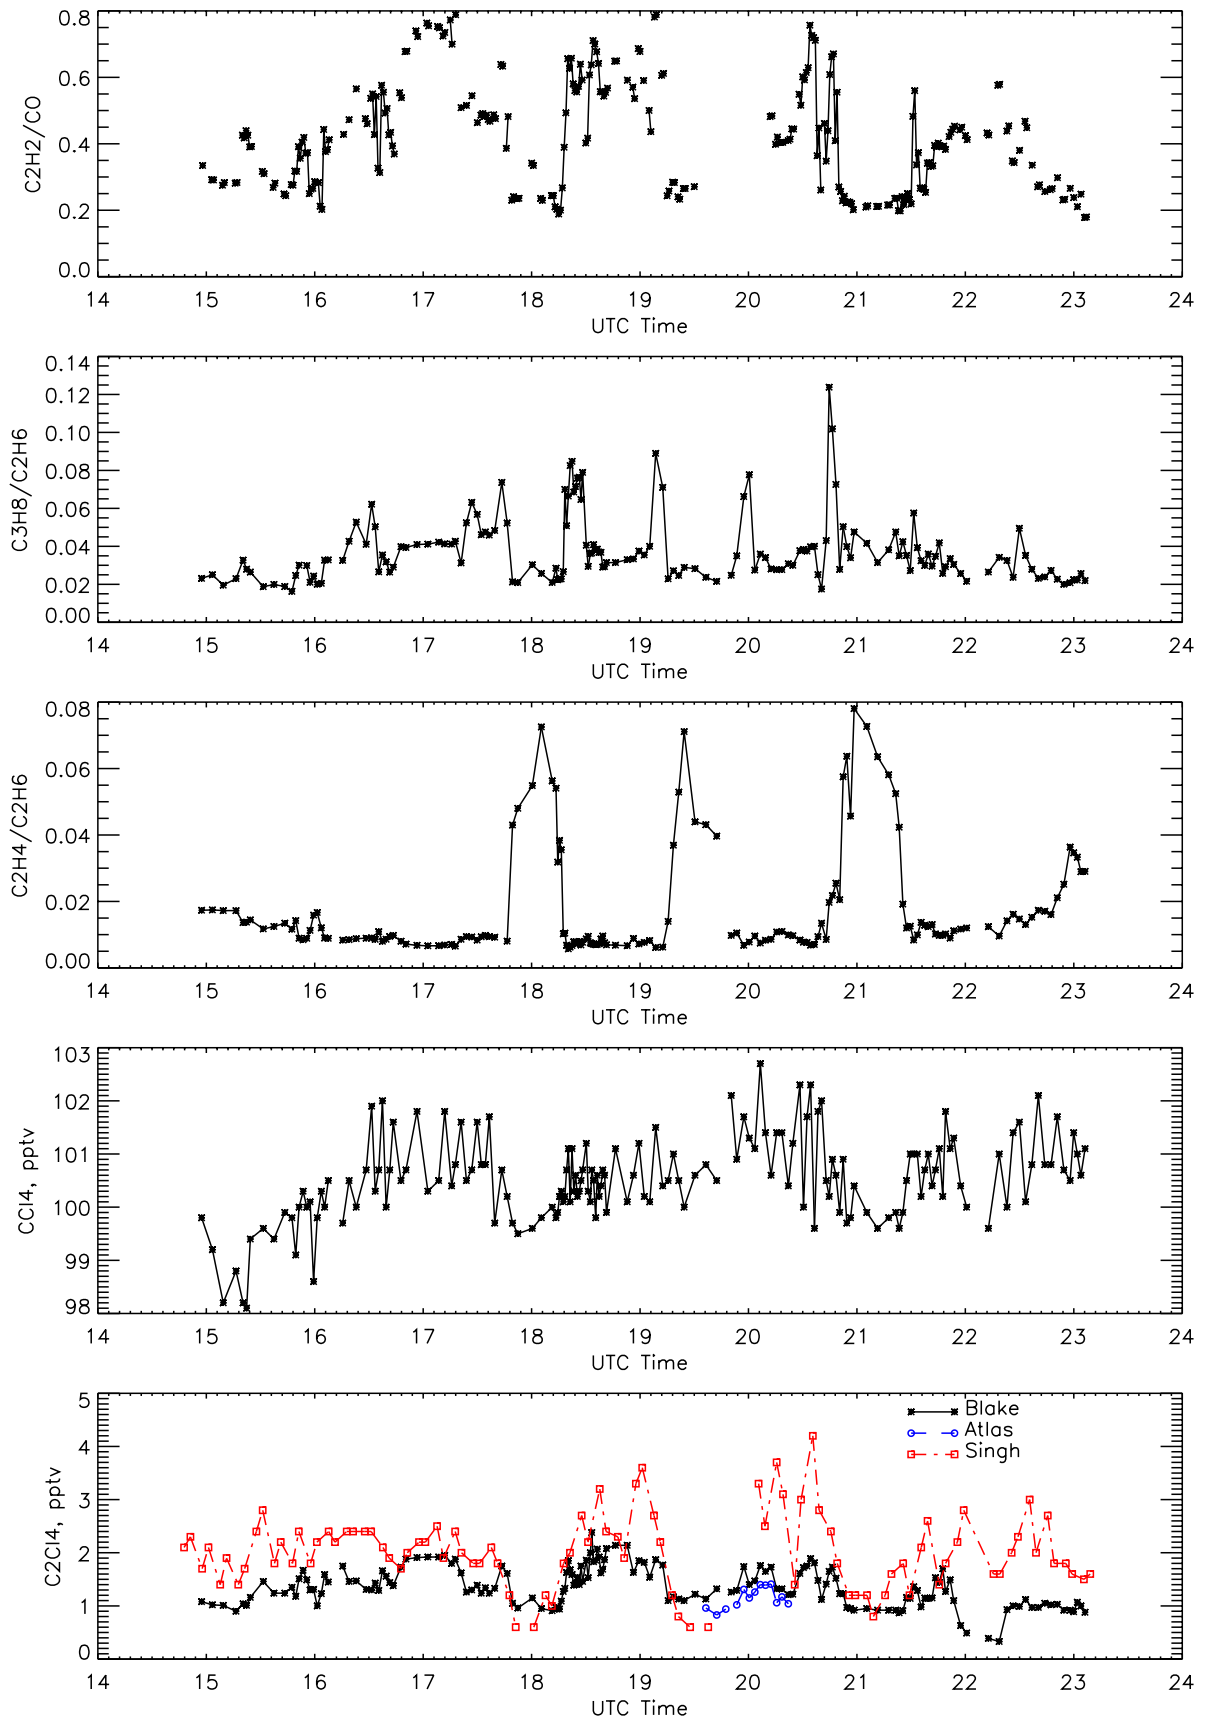 0.8
0.6
0.4
0.2
0.0
C2H2/CO
14 15 16 17 18 19 20 21 22 23 24
UTC Time
0.14
0.12
0.10
0.08
0.06
0.04
0.02
0.00
C3H8/C2H6
14 15 16 17 18 19 20 21 22 23 24
UTC Time
0.08
0.06
0.04
0.02
0.00
C2H4/C2H6
14 15 16 17 18 19 20 21 22 23 24
UTC Time
103
102
101
100
99
98
CCl4, pptv
14 15 16 17 18 19 20 21 22 23 24
UTC Time
5
4
3
2
1
0
C2Cl4, pptv
Blake
Atlas
Singh
14 15 16 17 18 19 20 21 22 23 24
UTC Time